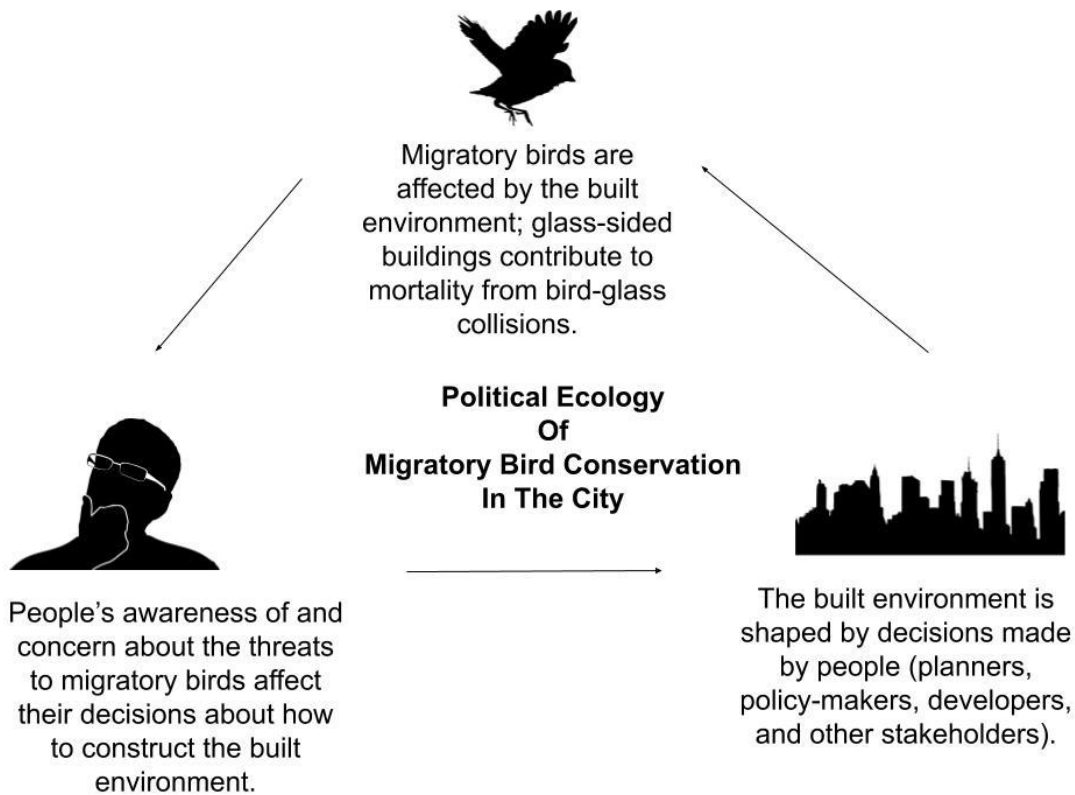 Migratory birds are
affected by the built
environment; glass-sided
buildings contribute to
mortality from bird-glass
collisions.
Political Ecology
Of
Migratory Bird Conservation
In The City
People’s awareness of and
concern about the threats
to migratory birds affect
their decisions about how
to construct the built
environment.
The built environment is
shaped by decisions made
by people (planners,
policy-makers, developers,
and other stakeholders).